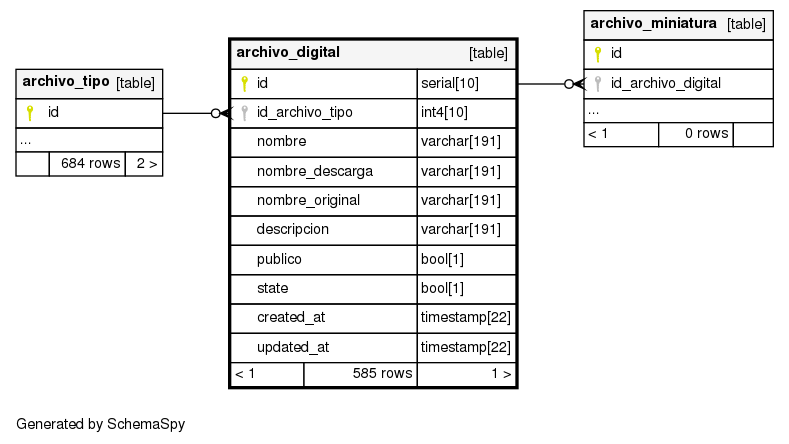 archivo_tipo [table]
id
...
684 rows 2 >
archivo_digital [table]
id serial[10]
id_archivo_tipo int4[10]
nombre varchar[191]
nombre_descarga varchar[191]
nombre_original varchar[191]
descripcion varchar[191]
publico bool[1]
state bool[1]
created_at timestamp[22]
updated_at timestamp[22]
< 1 585 rows 1 >
archivo_miniatura [table]
id
id_archivo_digital
...
< 1 0 rows
Generated by SchemaSpy